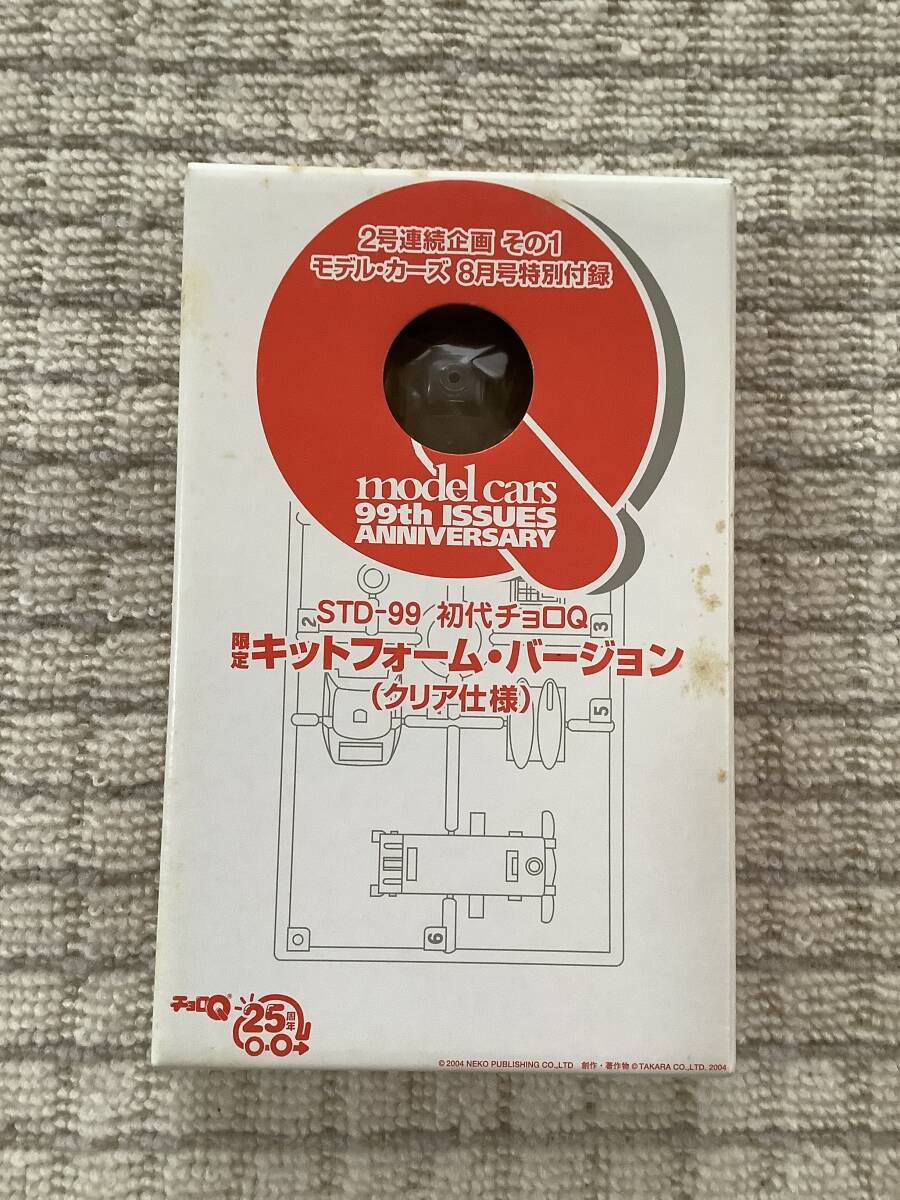 2号連続企画 その1
モデル・カーズ 8月号特別付録
model cars
99th ISSUES
ANNIVERSARY
STD-99 初代チョロQ
限定 キットフォーム・バージョン
(クリア仕様)
2
3
5
6
チョロQ®
25周年
© 2004 NEKO PUBLISHING CO.,LTD 創作・著作物 © TAKARA CO.,LTD. 2004